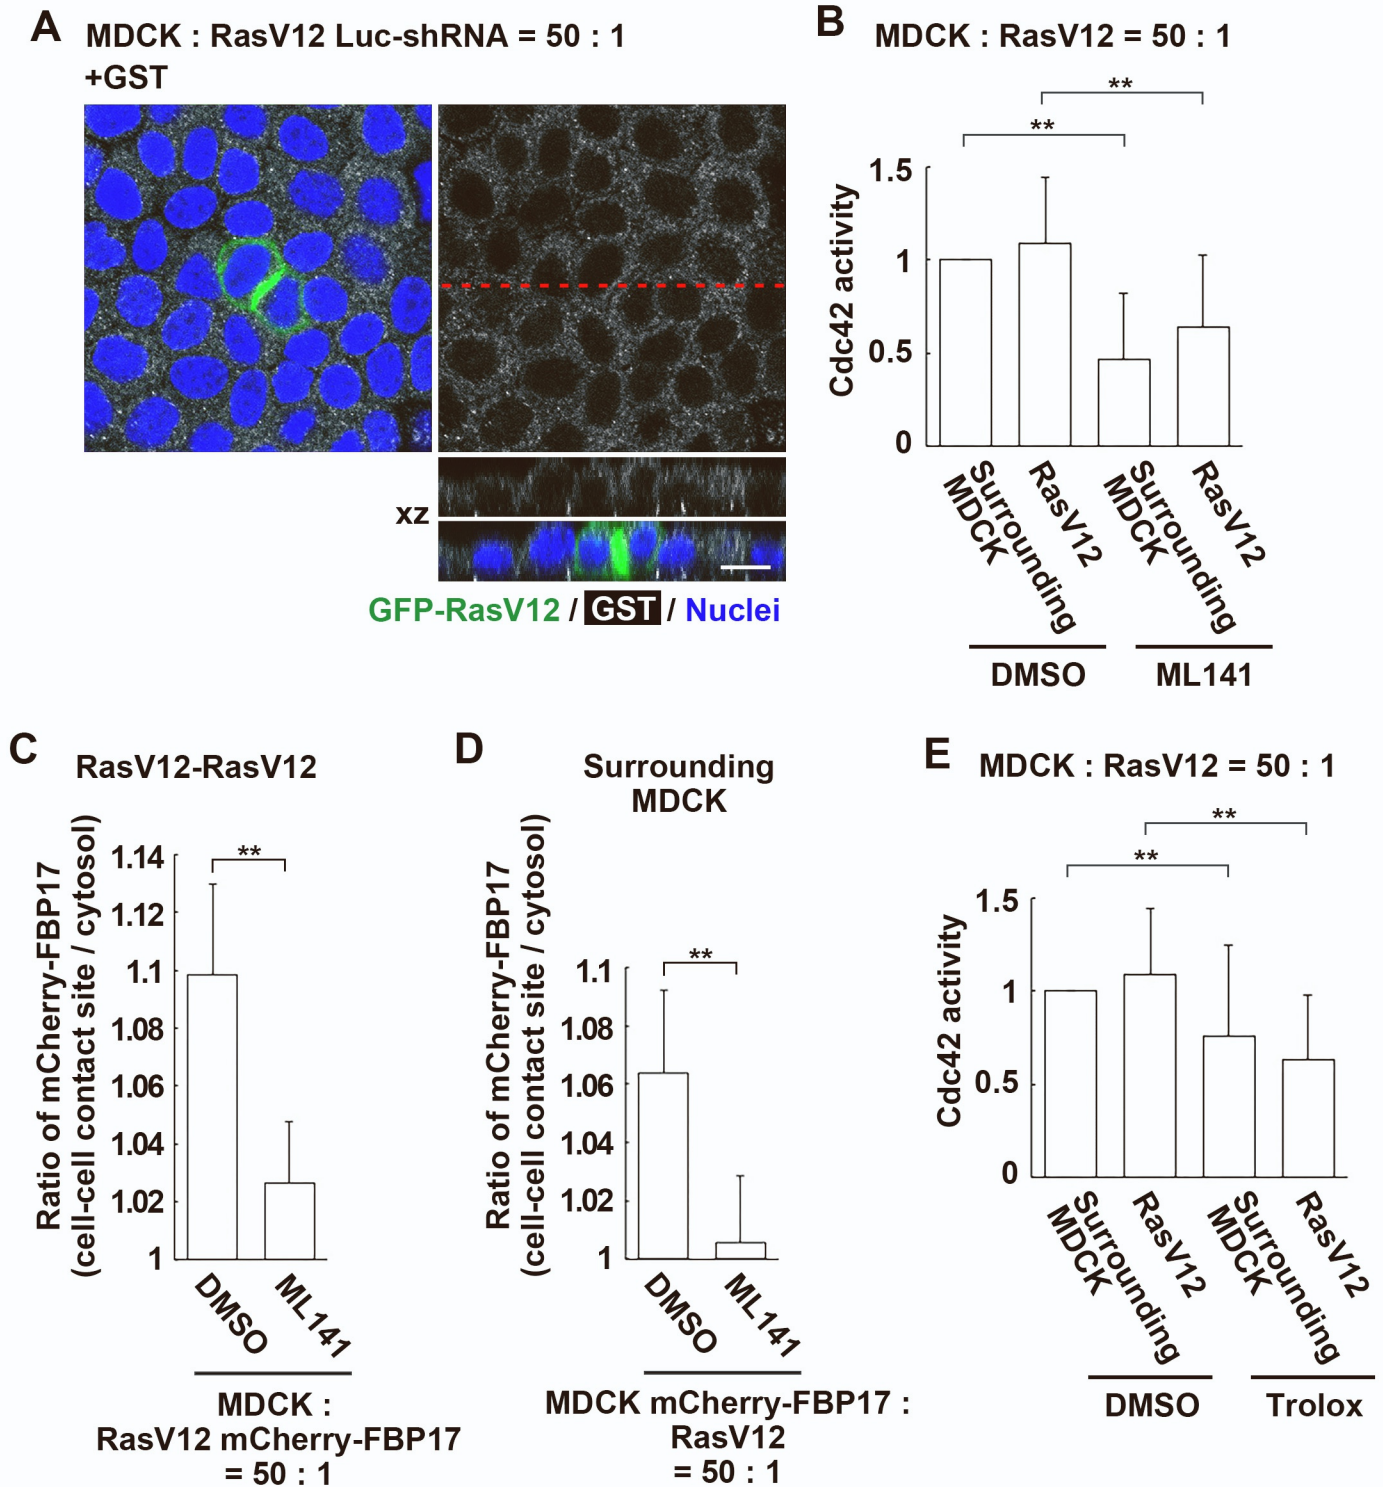 A
MDCK : RasV12 Luc-shRNA = 50 : 1
+GST
xz
GFP-RasV12 / GST / Nuclei
B
MDCK : RasV12 = 50 : 1
**
**
Cdc42 activity
1.5
1
0.5
0
Surrounding
MDCK
RasV12
Surrounding
MDCK
RasV12
DMSO
ML141
C
RasV12-RasV12
Ratio of mCherry-FBP17
(cell-cell contact site / cytosol)
1.14
1.12
1.1
1.08
1.06
1.04
1.02
1
**
DMSO
ML141
MDCK :
RasV12 mCherry-FBP17
= 50 : 1
D
Surrounding
MDCK
Ratio of mCherry-FBP17
(cell-cell contact site / cytosol)
1.1
1.08
1.06
1.04
1.02
1
**
DMSO
ML141
MDCK mCherry-FBP17 :
RasV12
= 50 : 1
E
MDCK : RasV12 = 50 : 1
**
**
Cdc42 activity
1.5
1
0.5
0
Surrounding
MDCK
RasV12
Surrounding
MDCK
RasV12
DMSO
Trolox